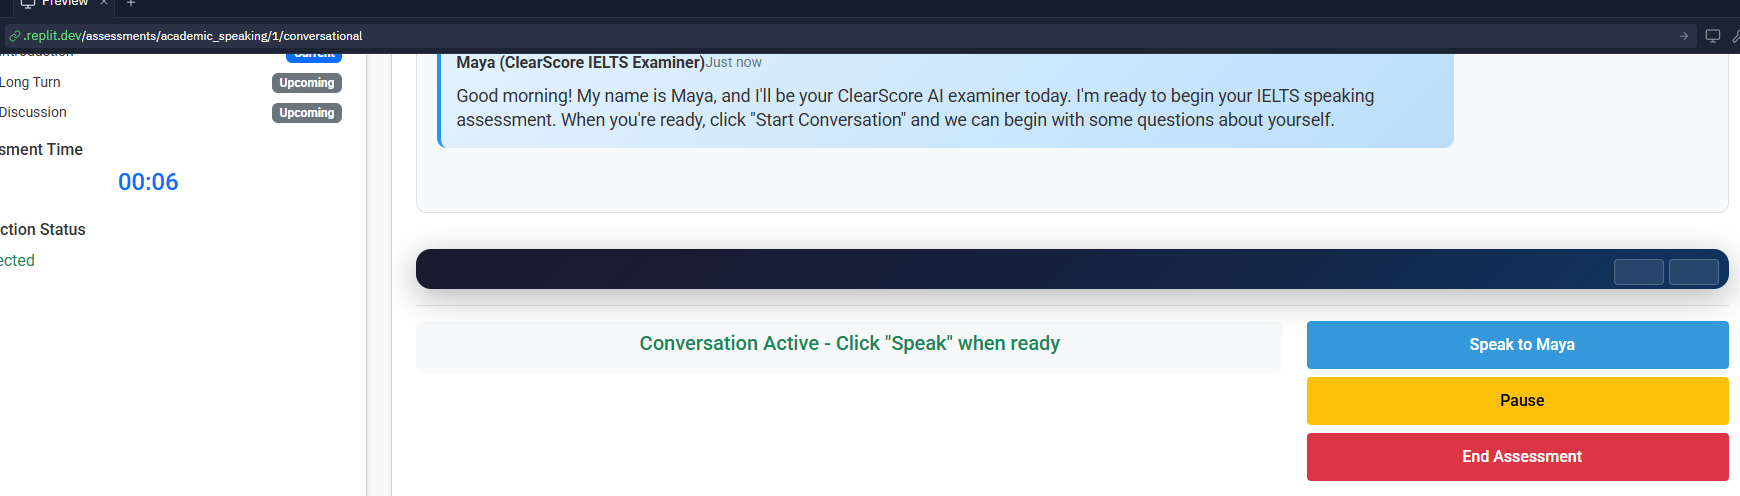 Preview
.replit.dev/assessments/academic_speaking/1/conversational
Introduction Current
Long Turn Upcoming
Discussion Upcoming
sment Time
00:06
ction Status
ected
Maya (ClearScore IELTS Examiner)Just now
Good morning! My name is Maya, and I'll be your ClearScore AI examiner today. I'm ready to begin your IELTS speaking
assessment. When you're ready, click "Start Conversation" and we can begin with some questions about yourself.
Conversation Active - Click "Speak" when ready
Speak to Maya
Pause
End Assessment